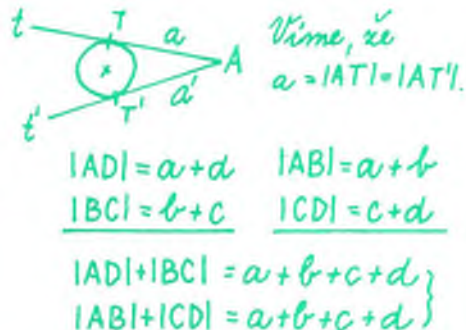 t T a A
Víme, že
a = |AT| = |AT'|.
t' T' a'
|AD| = a + d |AB| = a + b
|BC| = b + c |CD| = c + d
|AD|+|BC| = a + b + c + d }
|AB|+|CD| = a + b + c + d